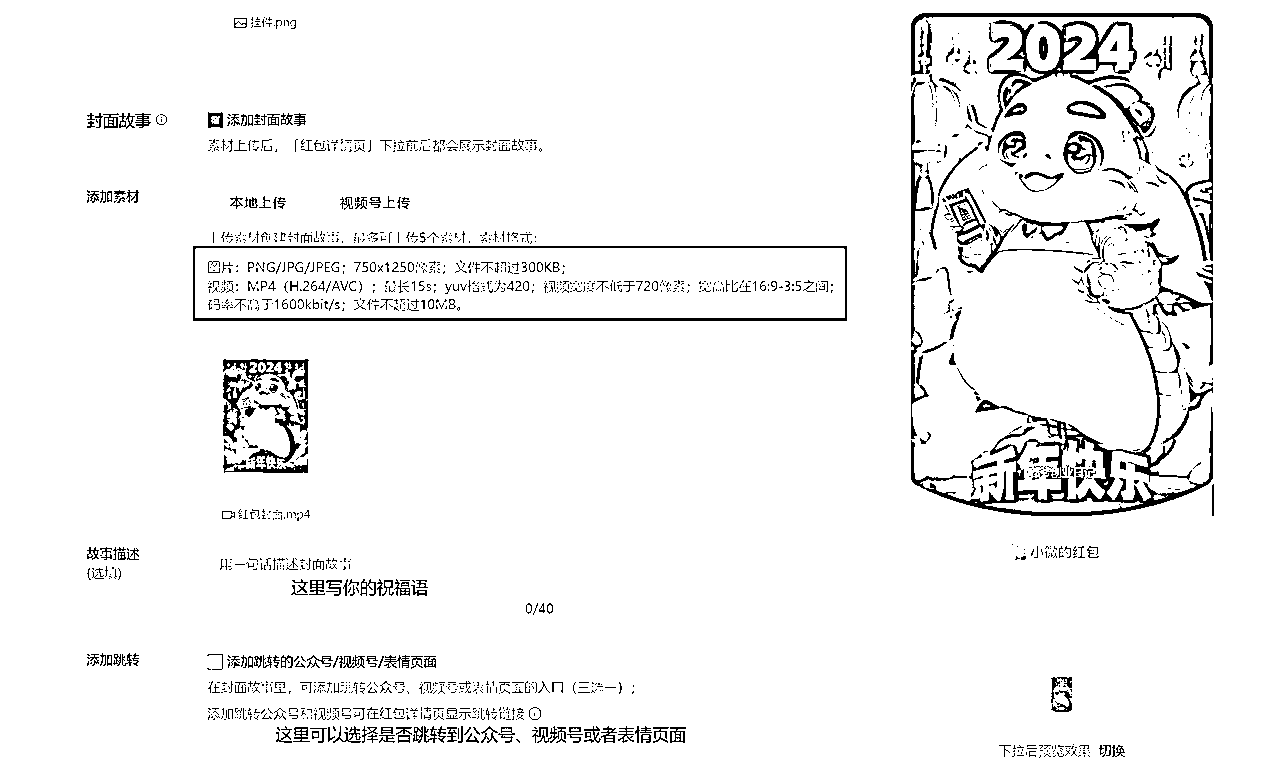 挂件.png
封面故事
添加封面故事
素材上传后,「红包详情页」下拉前后都会展示封面故事。
添加素材
本地上传 视频号上传
上传素材创建封面故事,最多可上传5个素材,素材格式:
图片:PNG/JPG/JPEG;750x1250像素;文件不超过300KB;
视频:MP4(H.264/AVC);最长15s;yuv格式为420;视频宽度不低于720像素;宽高比在16:9-3:5之间;
码率不高于1600kbit/s;文件不超过10MB。
2024
新年快乐
红包封面.mp4
故事描述
(选填)
用一句话描述封面故事
这里写你的祝福语
0/40
添加跳转
添加跳转的公众号/视频号/表情页面
在封面故事里,可添加跳转公众号、视频号或表情页面的入口(三选一);
添加跳转公众号和视频号可在红包详情页显示跳转链接
这里可以选择是否跳转到公众号、视频号或者表情页面
2024
新年快乐
小微的红包
下拉后预览效果 切换